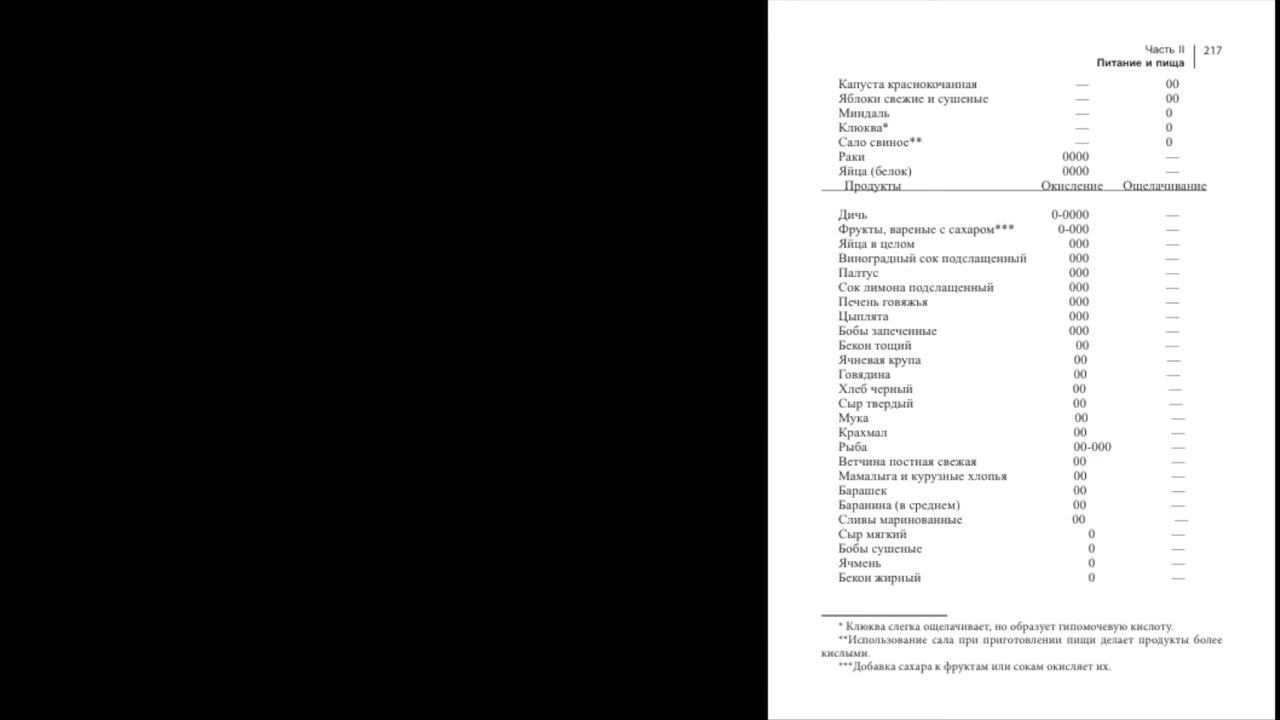 Часть II 217
Питание и пища
Капуста краснокочанная — 00
Яблоки свежие и сушеные — 00
Миндаль — 0
Клюква* — 0
Сало свиное** — 0
Раки 0000 —
Яйца (белок) 0000 —
Продукты Окисление Ощелачивание
Дичь 0-0000 —
Фрукты, вареные с сахаром*** 0-000 —
Яйца в целом 000 —
Виноградный сок подслащенный 000 —
Палтус 000 —
Сок лимона подслащенный 000 —
Печень говяжья 000 —
Цыплята 000 —
Бобы запеченные 000 —
Бекон тощий 00 —
Ячневая крупа 00 —
Говядина 00 —
Хлеб черный 00 —
Сыр твердый 00 —
Мука 00 —
Крахмал 00 —
Рыба 00-000 —
Ветчина постная свежая 00 —
Мамалыга и курузные хлопья 00 —
Барашек 00 —
Баранина (в среднем) 00 —
Сливы маринованные 00 —
Сыр мягкий 0 —
Бобы сушеные 0 —
Ячмень 0 —
Бекон жирный 0 —
* Клюква слегка ощелачивает, но образует гипомочевую кислоту.
**Использование сала при приготовлении пищи делает продукты более
кислыми.
***Добавка сахара к фруктам или сокам окисляет их.